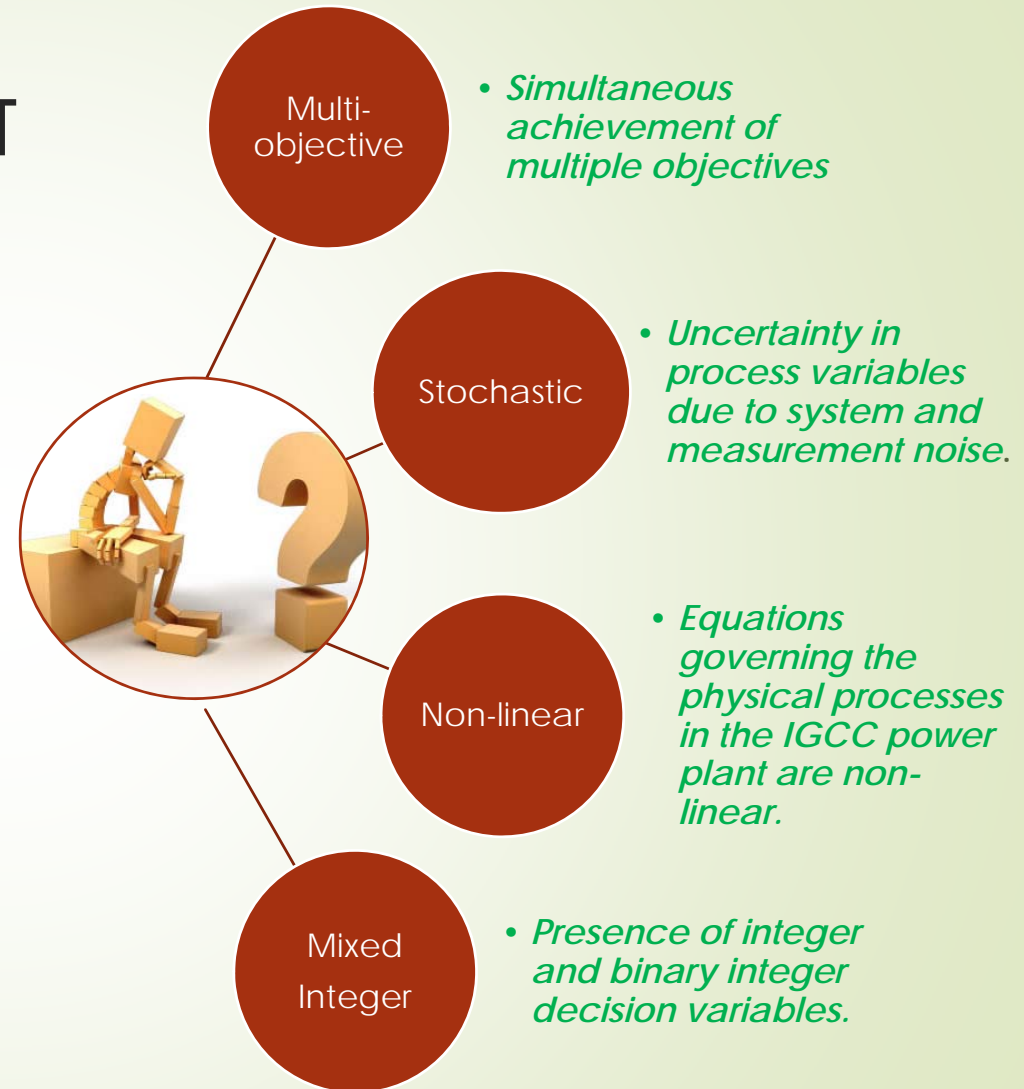 T
Multi-
objective
• Simultaneous
achievement of
multiple objectives
Stochastic
• Uncertainty in
process variables
due to system and
measurement noise.
Non-linear
• Equations
governing the
physical processes
in the IGCC power
plant are non-
linear.
Mixed
Integer
• Presence of integer
and binary integer
decision variables.